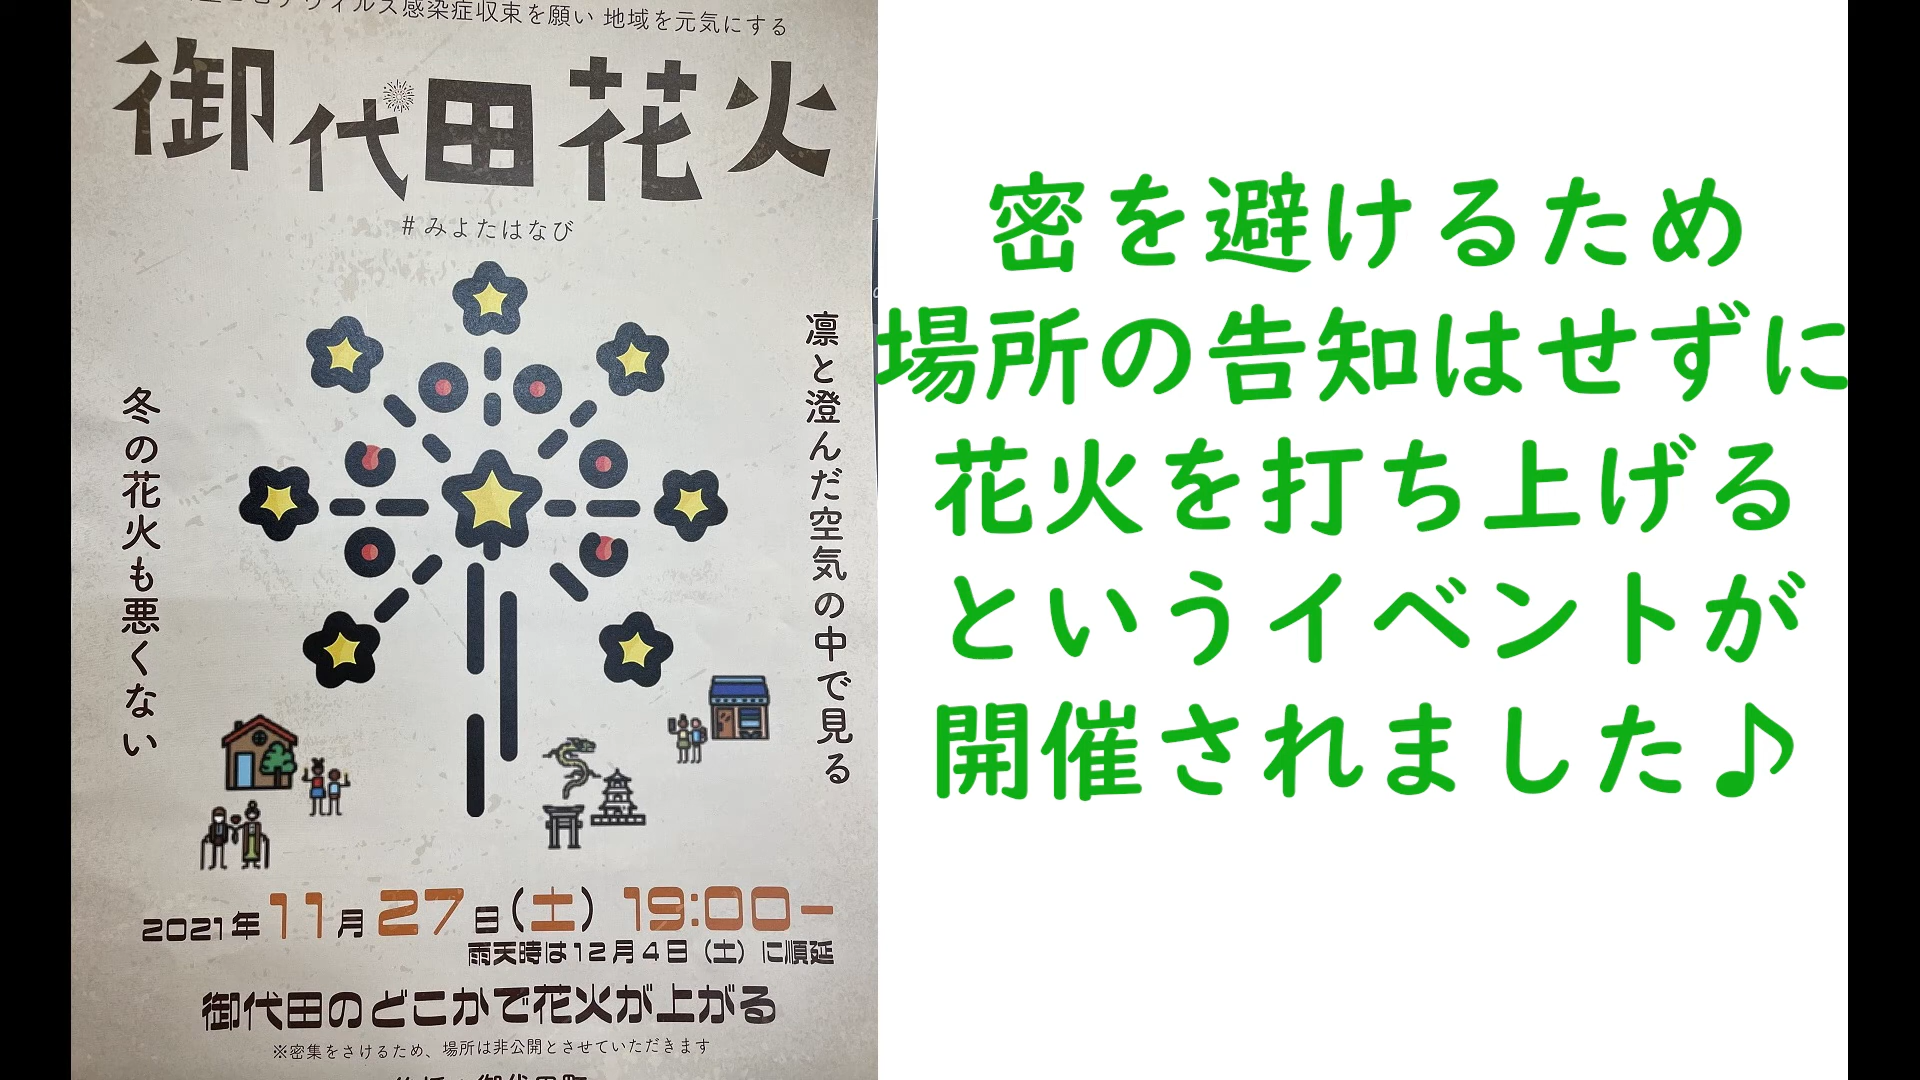 ウィルス感染症収束を願い 地域を元気にする
御代田花火
#みよたはなび
凛と澄んだ空気の中で見る
冬の花火も悪くない
2021年11月27日(土) 19:00ー
雨天時は12月4日(土)に順延
御代田のどこかで花火が上がる
※密集をさけるため、場所は非公開とさせていただきます
密を避けるため
場所の告知はせずに
花火を打ち上げる
というイベントが
開催されました♪